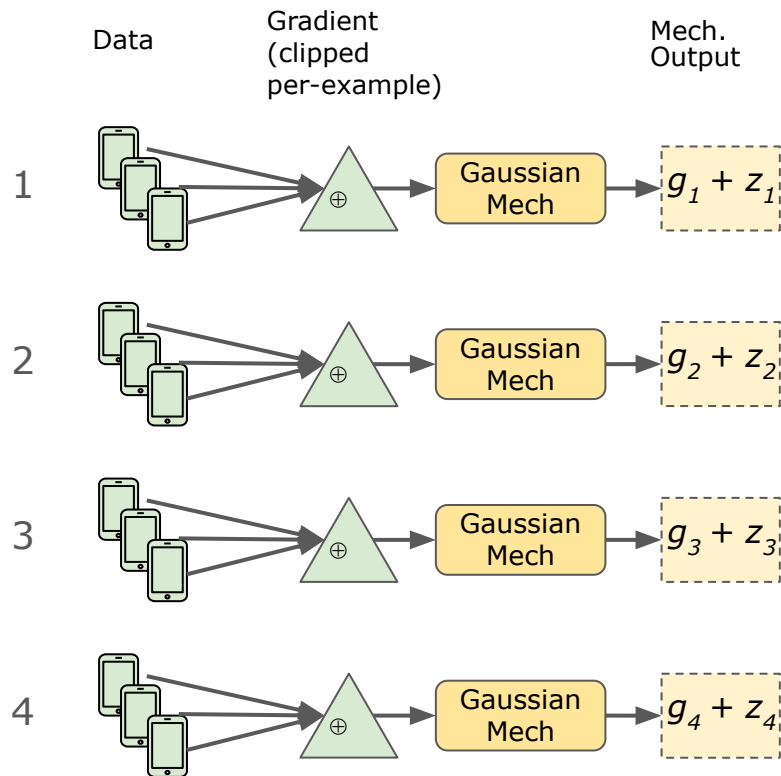 Data
Gradient
(clipped
per-example)
Mech.
Output
1
⊕
Gaussian
Mech
g₁ + z₁
2
⊕
Gaussian
Mech
g₂ + z₂
3
⊕
Gaussian
Mech
g₃ + z₃
4
⊕
Gaussian
Mech
g₄ + z₄